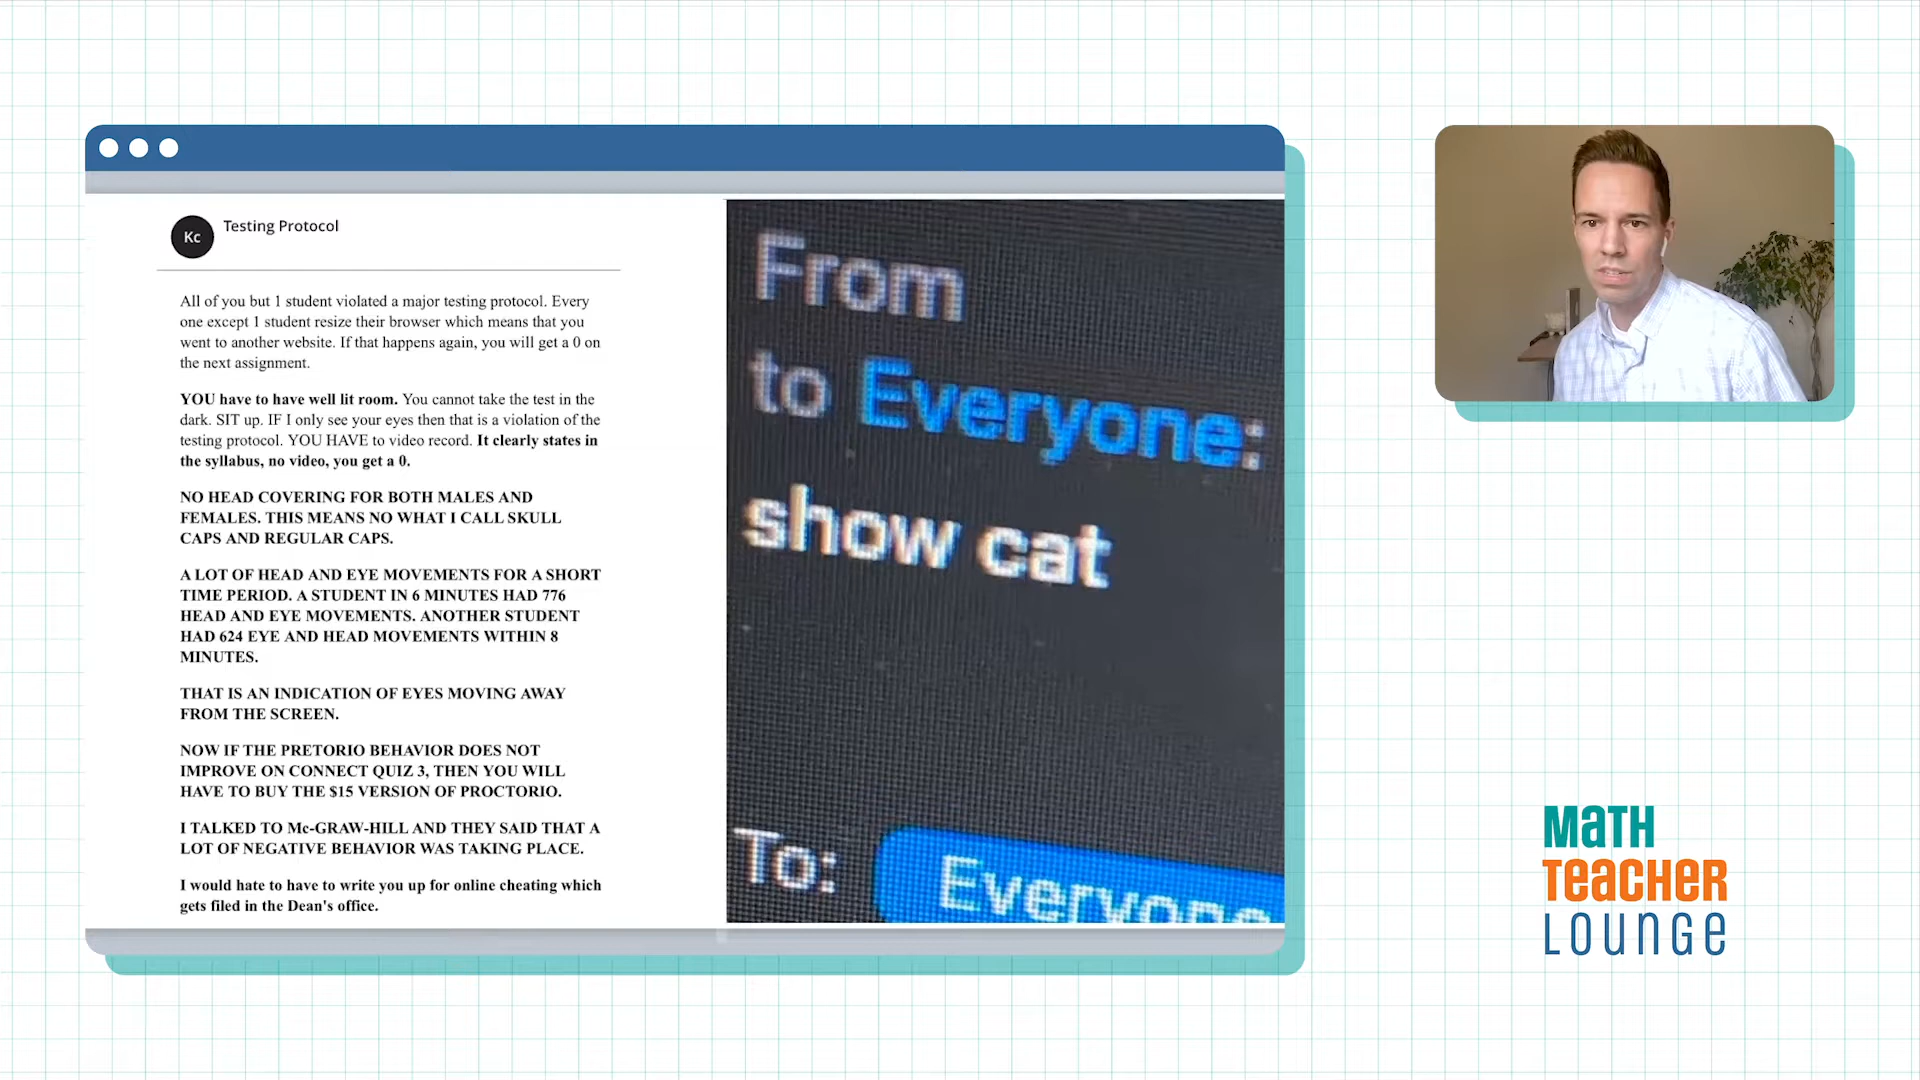 Kc
Testing Protocol
All of you but 1 student violated a major testing protocol. Every
one except 1 student resize their browser which means that you
went to another website. If that happens again, you will get a 0 on
the next assignment.
YOU have to have well lit room. You cannot take the test in the
dark. SIT up. IF I only see your eyes then that is a violation of the
testing protocol. YOU HAVE to video record. It clearly states in
the syllabus, no video, you get a 0.
NO HEAD COVERING FOR BOTH MALES AND
FEMALES. THIS MEANS NO WHAT I CALL SKULL
CAPS AND REGULAR CAPS.
A LOT OF HEAD AND EYE MOVEMENTS FOR A SHORT
TIME PERIOD. A STUDENT IN 6 MINUTES HAD 776
HEAD AND EYE MOVEMENTS. ANOTHER STUDENT
HAD 624 EYE AND HEAD MOVEMENTS WITHIN 8
MINUTES.
THAT IS AN INDICATION OF EYES MOVING AWAY
FROM THE SCREEN.
NOW IF THE PRETORIO BEHAVIOR DOES NOT
IMPROVE ON CONNECT QUIZ 3, THEN YOU WILL
HAVE TO BUY THE $15 VERSION OF PROCTORIO.
I TALKED TO Mc-GRAW-HILL AND THEY SAID THAT A
LOT OF NEGATIVE BEHAVIOR WAS TAKING PLACE.
I would hate to have to write you up for online cheating which
gets filed in the Dean's office.
From
to Everyone:
show cat
To: Everyone
MaTH
TEacHER
LOUNGE